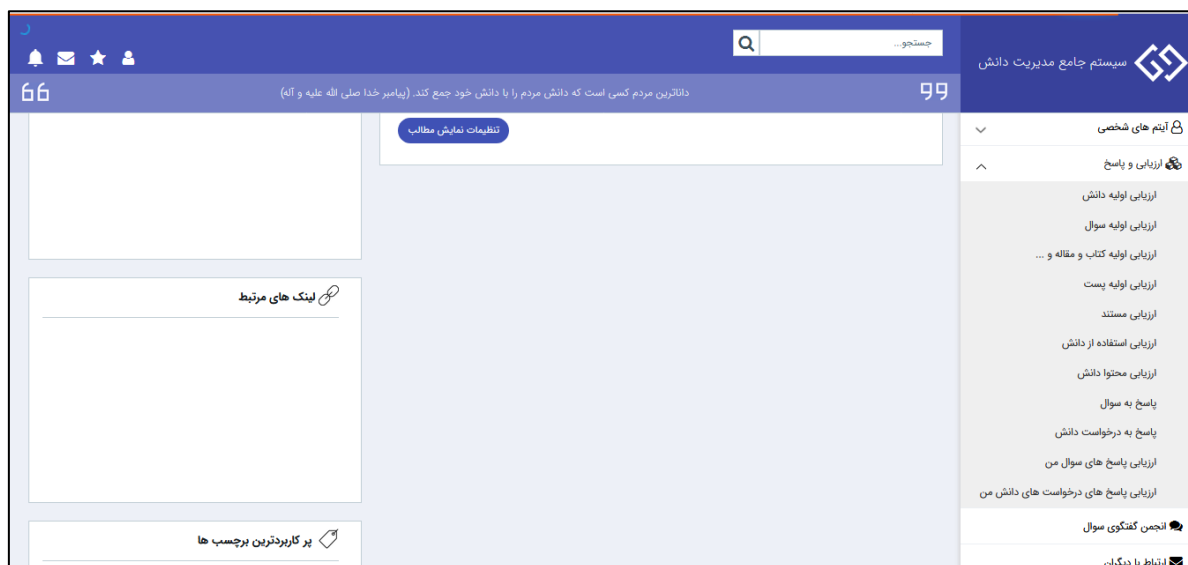 سیستم جامع مدیریت دانش
جستجو...
داناترین مردم کسی است که دانش مردم را با دانش خود جمع کند. (پیامبر خدا صلی الله علیه و آله)
آیتم های شخصی
ارزیابی و پاسخ
ارزیابی اولیه دانش
ارزیابی اولیه سوال
ارزیابی اولیه کتاب و مقاله و ...
ارزیابی اولیه پست
ارزیابی مستند
ارزیابی استفاده از دانش
ارزیابی محتوا دانش
پاسخ به سوال
پاسخ به درخواست دانش
ارزیابی پاسخ های سوال من
ارزیابی پاسخ های درخواست های دانش من
انجمن گفتگوی سوال
ارتباط با دیگران
تنظیمات نمایش مطالب
لینک های مرتبط
پر کاربردترین برچسب ها